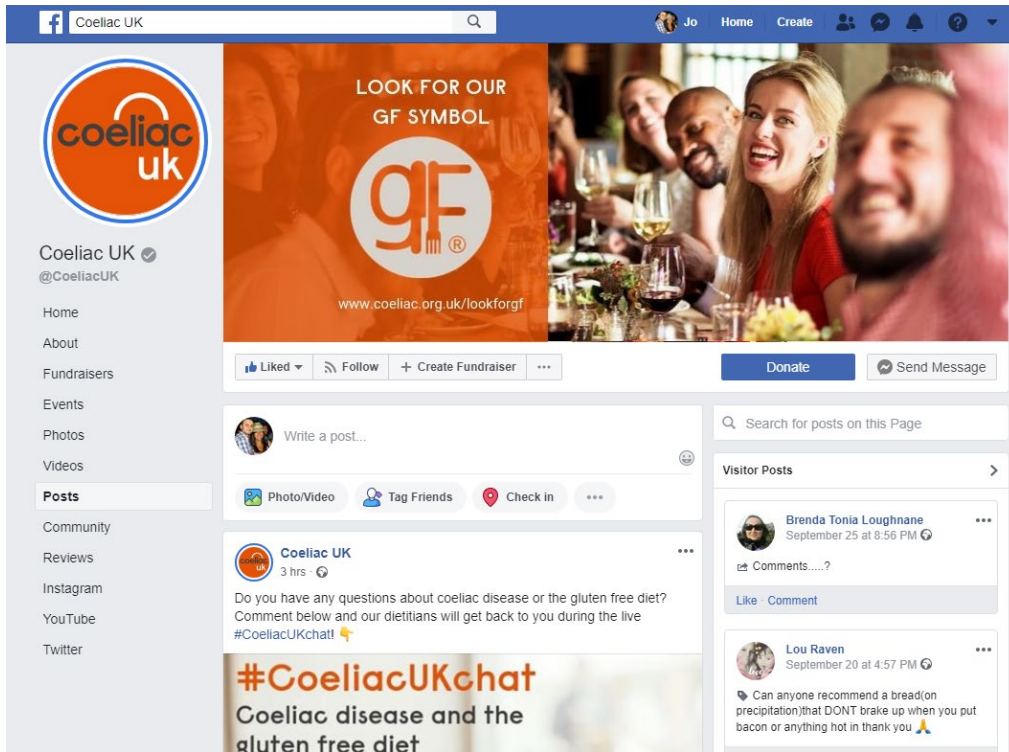 Coeliac UK
Jo
Home
Create
coeliac
uk
LOOK FOR OUR
GF SYMBOL
gF
®
www.coeliac.org.uk/lookforgf
Coeliac UK
@CoeliacUK
Home
About
Fundraisers
Events
Photos
Videos
Posts
Community
Reviews
Instagram
YouTube
Twitter
Liked
Follow
+ Create Fundraiser
Donate
Send Message
Write a post...
Photo/Video
Tag Friends
Check in
Coeliac UK
3 hrs ·
Do you have any questions about coeliac disease or the gluten free diet?
Comment below and our dietitians will get back to you during the live
#CoeliacUKchat!
#CoeliacUKchat
Coeliac disease and the
gluten free diet
Search for posts on this Page
Visitor Posts
Brenda Tonia Loughnane
September 25 at 8:56 PM
Comments.....?
Like · Comment
Lou Raven
September 20 at 4:57 PM
Can anyone recommend a bread(on
precipitation)that DONT brake up when you put
bacon or anything hot in thank you